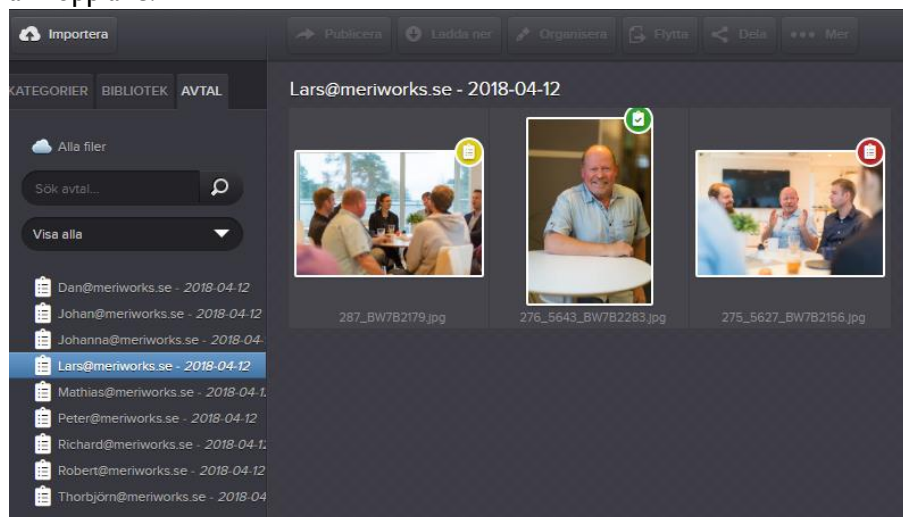 Importera
Publicera
Ladda ner
Organisera
Flytta
Dela
Mer
KATEGORIER
BIBLIOTEK
AVTAL
Alla filer
Sök avtal...
Visa alla
Dan@meriworks.se - 2018-04-12
Johan@meriworks.se - 2018-04-12
Johanna@meriworks.se - 2018-04-
Lars@meriworks.se - 2018-04-12
Mathias@meriworks.se - 2018-04-1
Peter@meriworks.se - 2018-04-12
Richard@meriworks.se - 2018-04-12
Robert@meriworks.se - 2018-04-12
Thorbjörn@meriworks.se - 2018-04
Lars@meriworks.se - 2018-04-12
287_BW7B2179.jpg
276_5643_BW7B2283.jpg
275_5627_BW7B2156.jpg